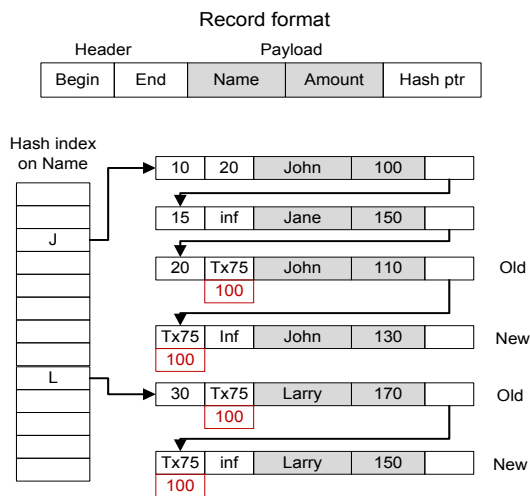 Record format
Header Payload
Begin End Name Amount Hash ptr
Hash index
on Name
10 20 John 100
15 inf Jane 150
J
20 Tx75 John 110 Old
100
Tx75 Inf John 130 New
100
L
30 Tx75 Larry 170 Old
100
Tx75 inf Larry 150 New
100